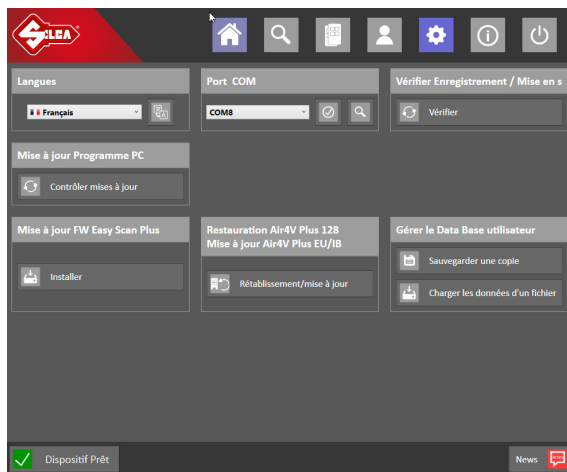 SILCA
Langues
Port COM
Vérifier Enregistrement / Mise en s
Français
COM8
Vérifier
Mise à jour Programme PC
Contrôler mises à jour
Mise à jour FW Easy Scan Plus
Restauration Air4V Plus 128
Mise à jour Air4V Plus EU/IB
Gérer le Data Base utilisateur
Installer
Rétablissement/mise à jour
Sauvegarder une copie
Charger les données d'un fichier
Dispositif Prêt
News